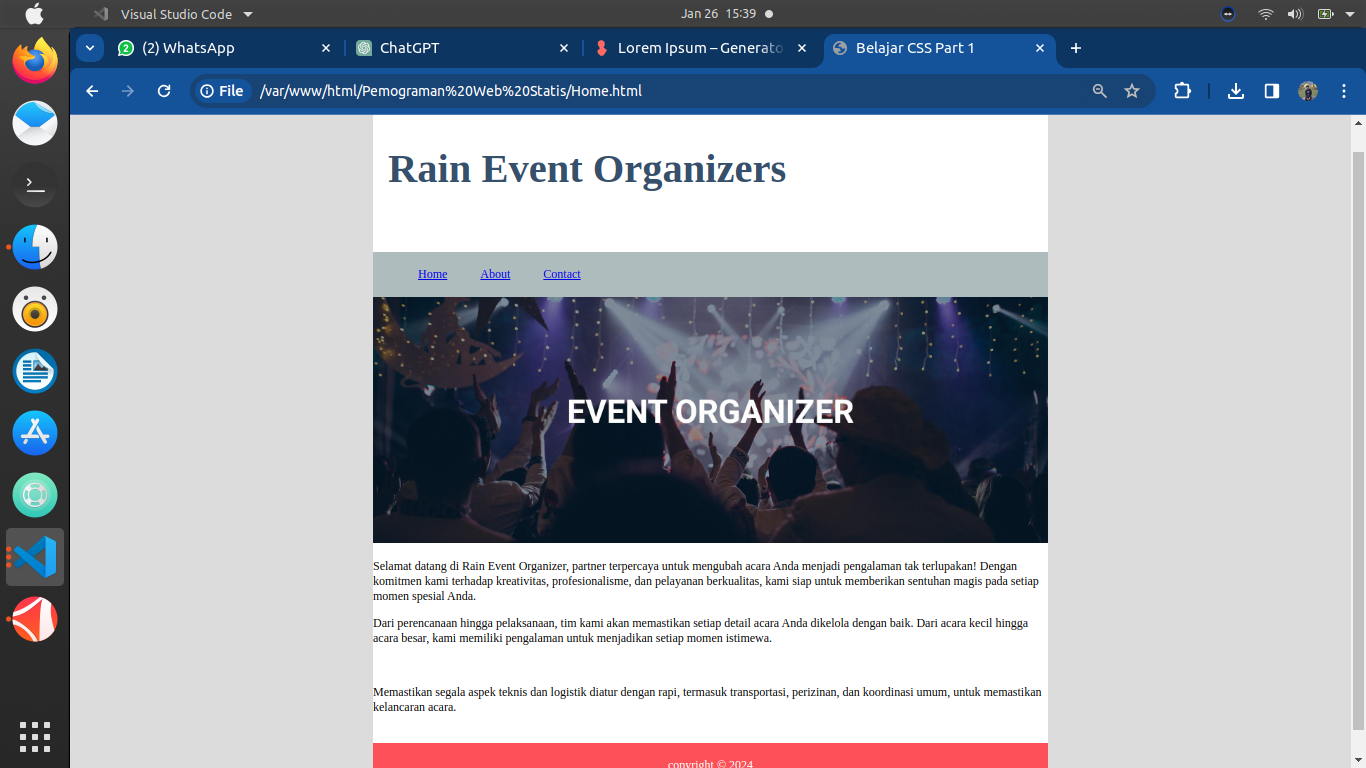 Visual Studio Code
Jan 26 15:39
(2) WhatsApp
ChatGPT
Lorem Ipsum – Generato
Belajar CSS Part 1
File
/var/www/html/Pemograman%20Web%20Statis/Home.html
Rain Event Organizers
Home About Contact
EVENT ORGANIZER
Selamat datang di Rain Event Organizer, partner terpercaya untuk mengubah acara Anda menjadi pengalaman tak terlupakan! Dengan
komitmen kami terhadap kreativitas, profesionalisme, dan pelayanan berkualitas, kami siap untuk memberikan sentuhan magis pada setiap
momen spesial Anda.
Dari perencanaan hingga pelaksanaan, tim kami akan memastikan setiap detail acara Anda dikelola dengan baik. Dari acara kecil hingga
acara besar, kami memiliki pengalaman untuk menjadikan setiap momen istimewa.
Memastikan segala aspek teknis dan logistik diatur dengan rapi, termasuk transportasi, perizinan, dan koordinasi umum, untuk memastikan
kelancaran acara.
copyright © 2024